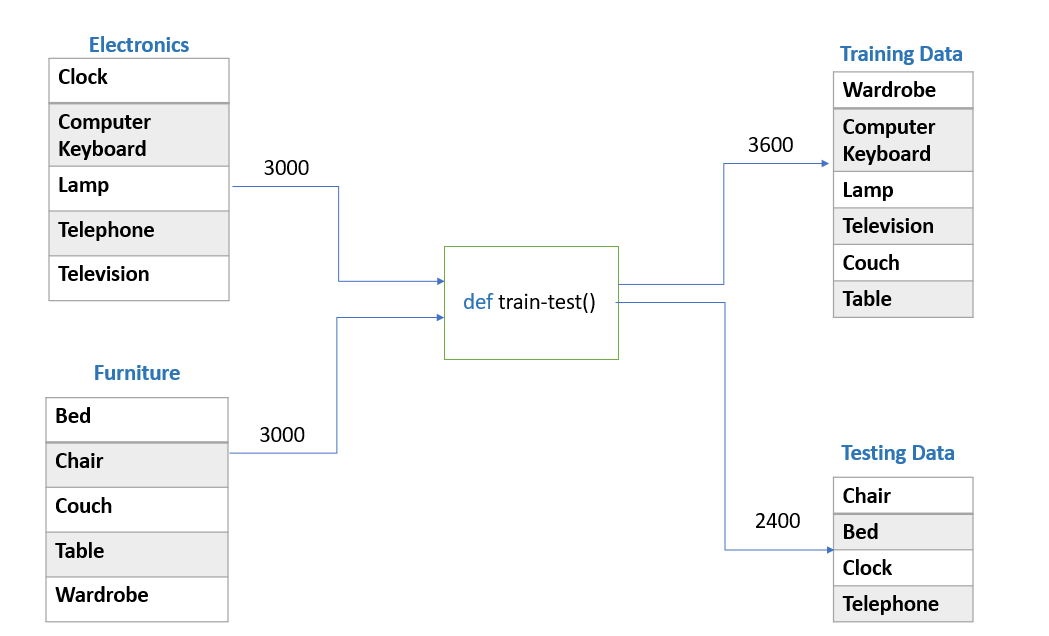 Electronics
Clock
Computer
Keyboard
Lamp
Telephone
Television
3000
Furniture
Bed
Chair
Couch
Table
Wardrobe
3000
def train-test()
3600
Training Data
Wardrobe
Computer
Keyboard
Lamp
Television
Couch
Table
2400
Testing Data
Chair
Bed
Clock
Telephone